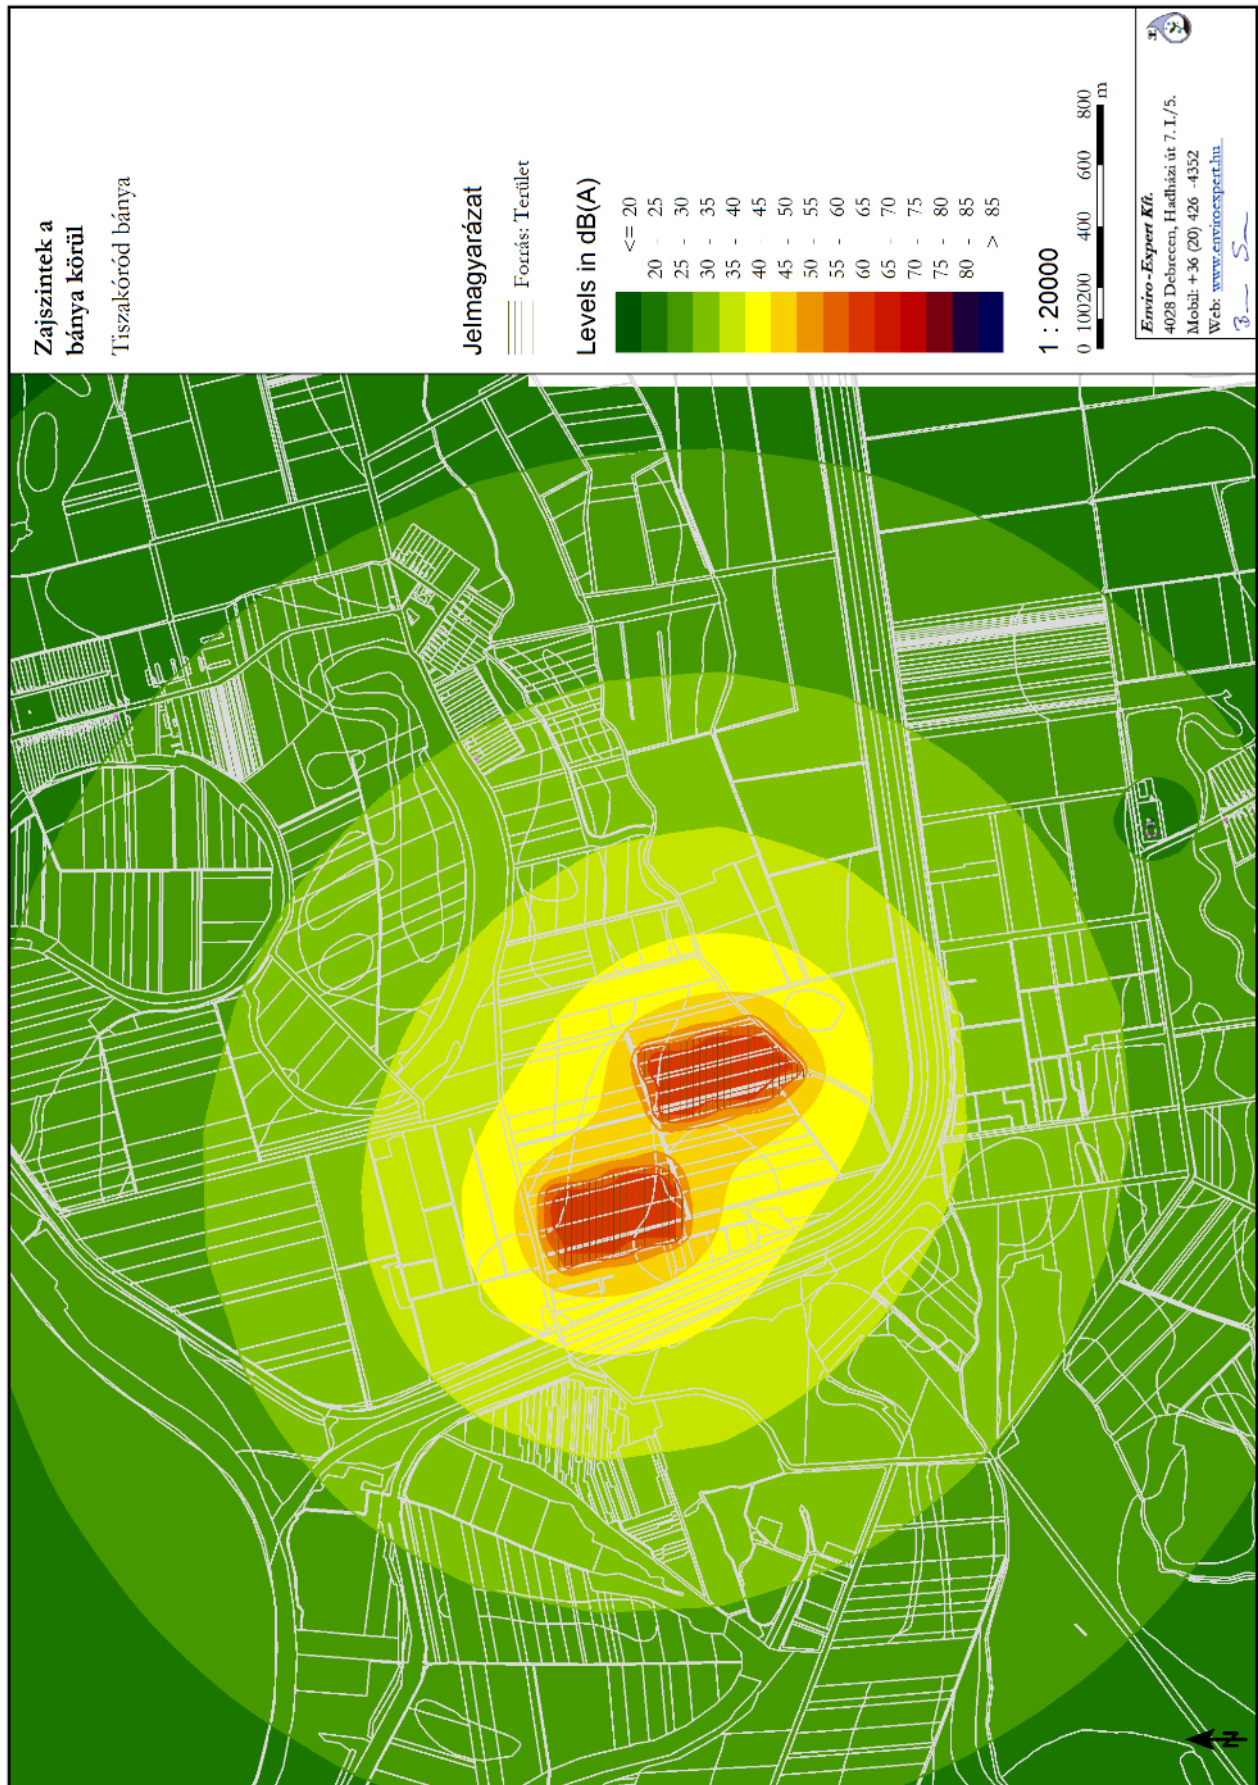 Zajszintek a
bánya körül
Tiszakóród bánya
Jelmagyarázat
Forrás: Terület
Levels in dB(A)
<= 20
20 - 25
25 - 30
30 - 35
35 - 40
40 - 45
45 - 50
50 - 55
55 - 60
60 - 65
65 - 70
70 - 75
75 - 80
80 - 85
> 85
1 : 20000
0 100200 400 600 800
m
Enviro-Expert Kft.
4028 Debrecen, Hadházi út 7. I./5.
Mobil: +36 (20) 426 -4352
Web: www.enviroexpert.hu
N